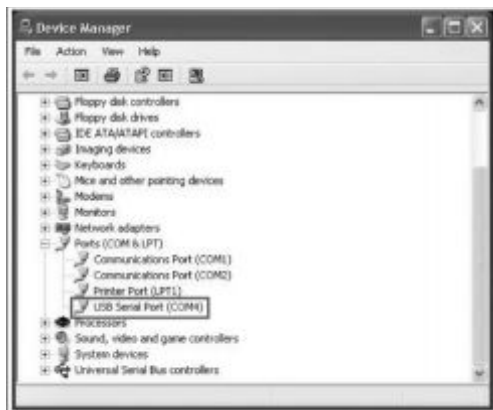 Device Manager
File Action View Help
Floppy disk controllers
Floppy disk drives
IDE ATA/ATAPI controllers
Imaging devices
Keyboards
Mice and other pointing devices
Modems
Monitors
Network adapters
Ports (COM & LPT)
Communications Port (COM1)
Communications Port (COM2)
Printer Port (LPT1)
USB Serial Port (COM4)
Processors
Sound, video and game controllers
System devices
Universal Serial Bus controllers